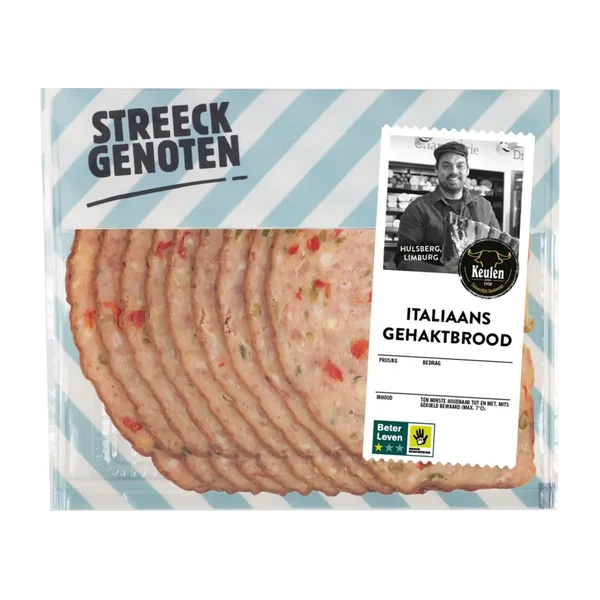 STREECK
GENOTEN
HULSBERG,
LIMBURG
Keulen
1998
ITALIAANS
GEHAKTBROOD
PRIJS/KG BEDRAG
INHOUD TEN MINSTE HOUDBAAR TOT EN MET, MITS
GEKOELD BEWAARD (MAX. 7°C):
Beter
Leven